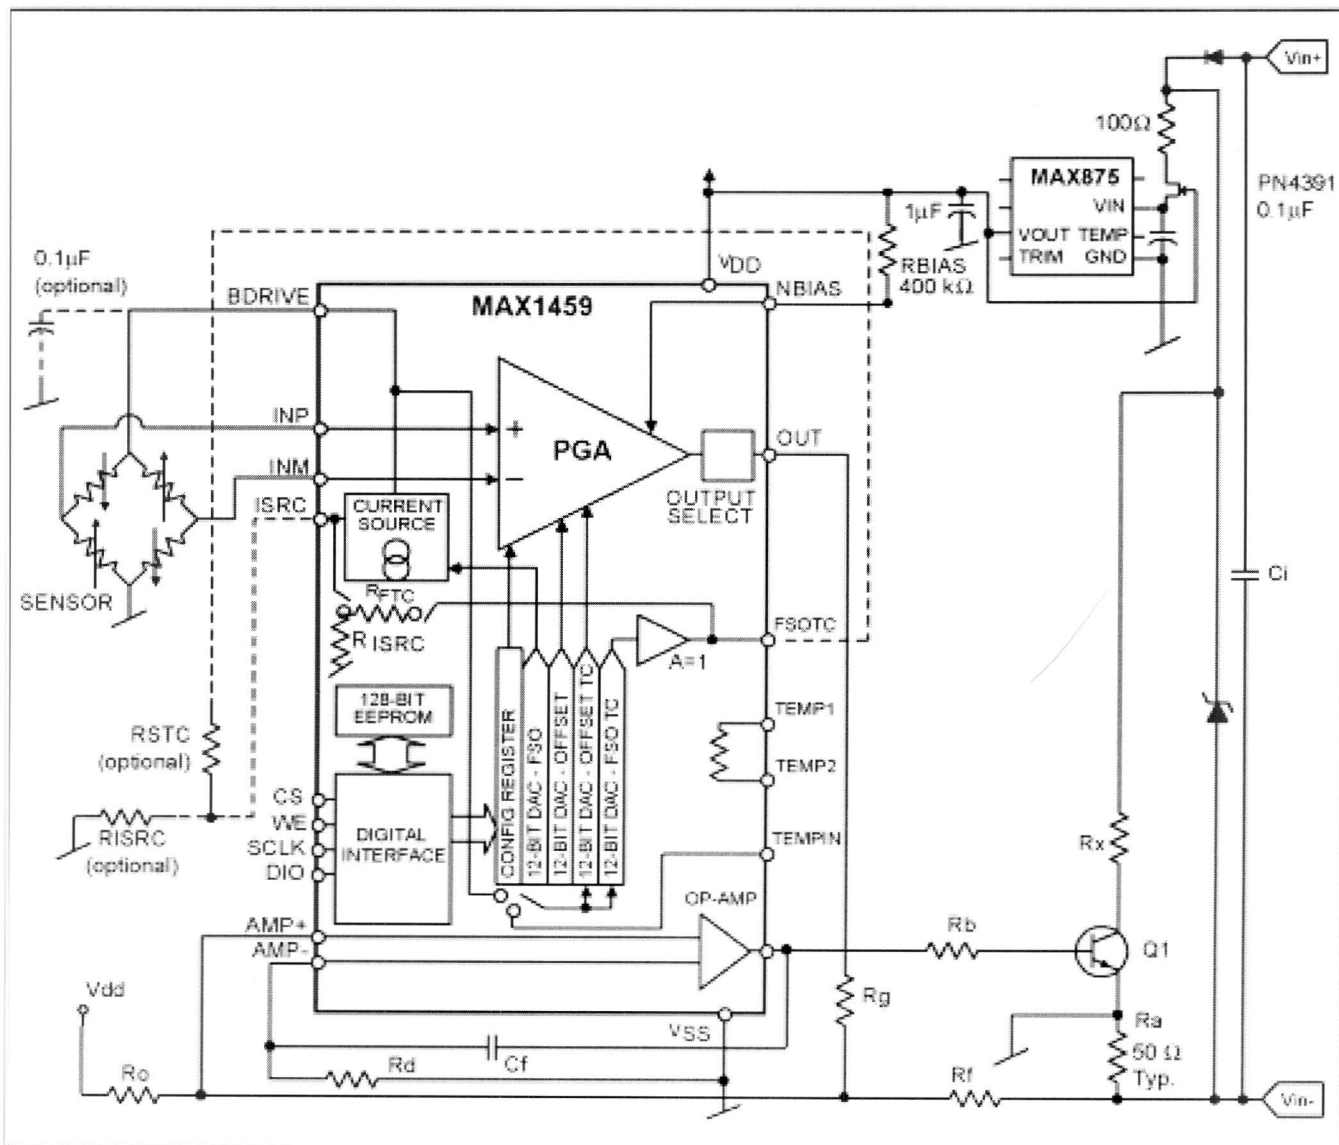 Vin+
100Ω
MAX875
VIN
VOUT TEMP
TRIM GND
PN4391
0.1µF
1µF
RBIAS
400 kΩ
0.1µF
(optional)
VDD
BDRIVE
MAX1459
NBIAS
INP
INM
ISRC
PGA
OUT
OUTPUT
SELECT
CURRENT
SOURCE
SENSOR
RFTC
RISRC
A=1
FSOTC
Ci
128-BIT
EEPROM
TEMP1
TEMP2
TEMPIN
RSTC
(optional)
RISRC
(optional)
CS
WE
SCLK
DIO
DIGITAL
INTERFACE
CONFIG REGISTER
12-BIT DAC - FSO
12-BIT DAC - OFFSET
12-BIT DAC - OFFSET TC
12-BIT DAC - FSO TC
OP-AMP
AMP+
AMP-
Rx
Rb
Q1
Rg
Vdd
VSS
Ra
50 Ω
Typ.
Cf
Rd
Ro
Rf
Vin-